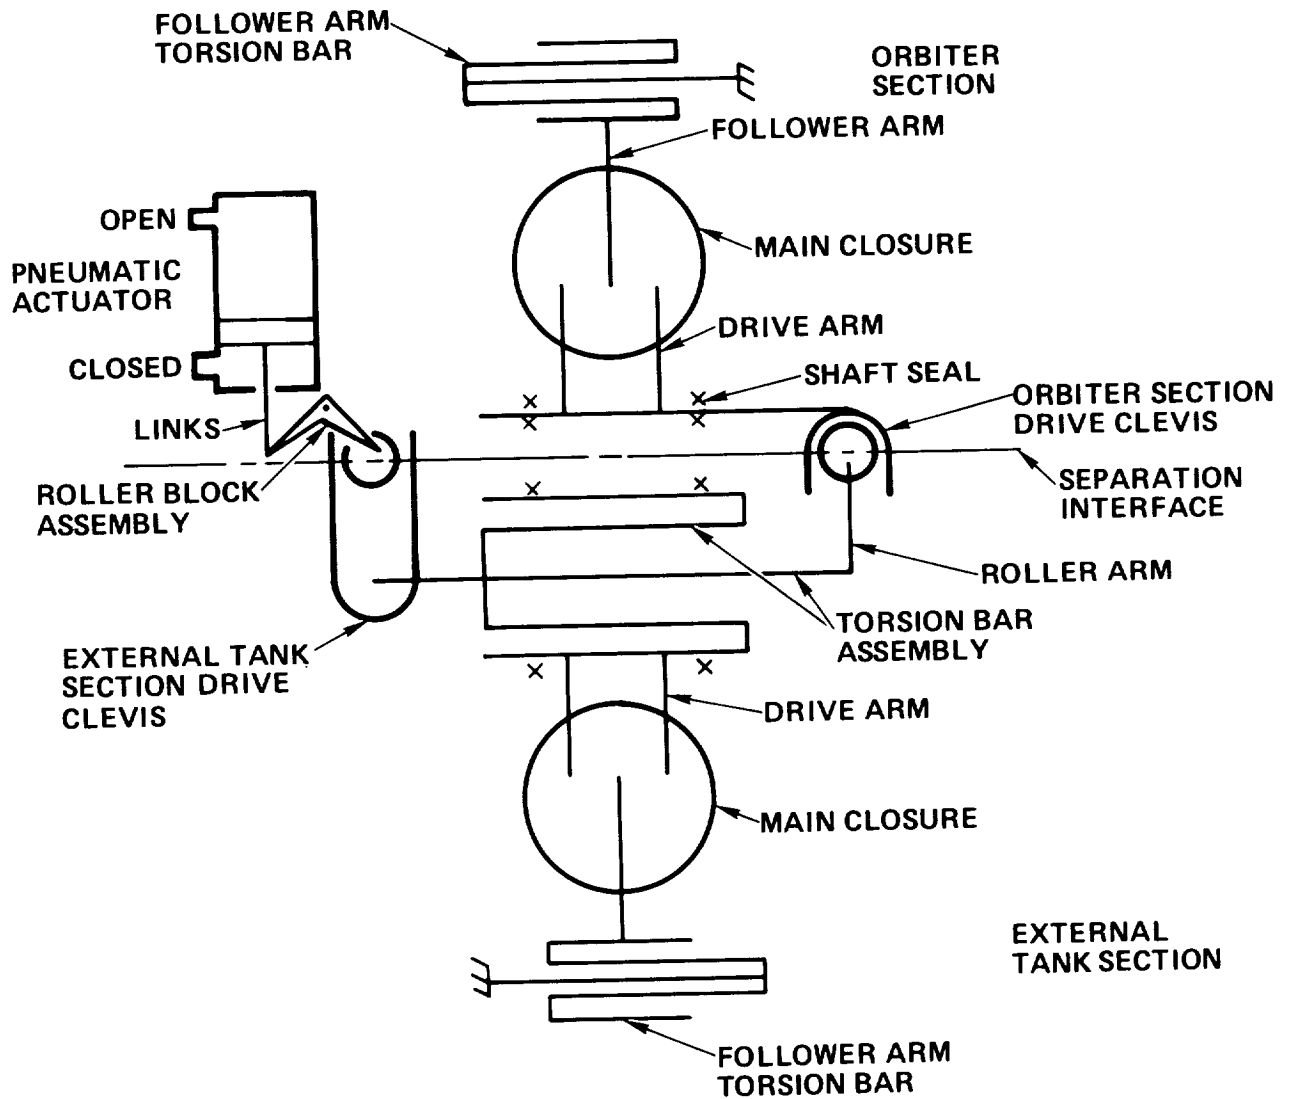 FOLLOWER ARM
TORSION BAR
ORBITER
SECTION
FOLLOWER ARM
OPEN
MAIN CLOSURE
PNEUMATIC
ACTUATOR
DRIVE ARM
CLOSED
SHAFT SEAL
ORBITER SECTION
DRIVE CLEVIS
LINKS
SEPARATION
INTERFACE
ROLLER BLOCK
ASSEMBLY
ROLLER ARM
TORSION BAR
ASSEMBLY
EXTERNAL TANK
SECTION DRIVE
CLEVIS
DRIVE ARM
MAIN CLOSURE
EXTERNAL
TANK SECTION
FOLLOWER ARM
TORSION BAR